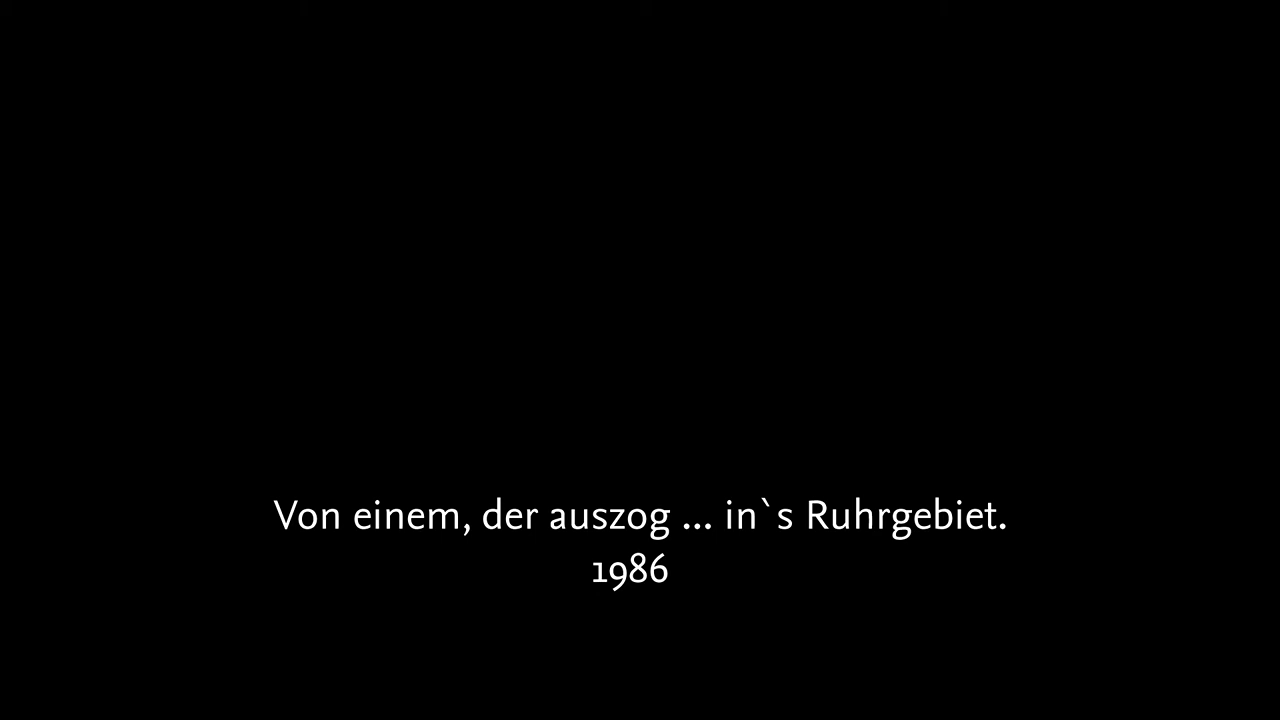 Von einem, der auszog ... in`s Ruhrgebiet.
1986